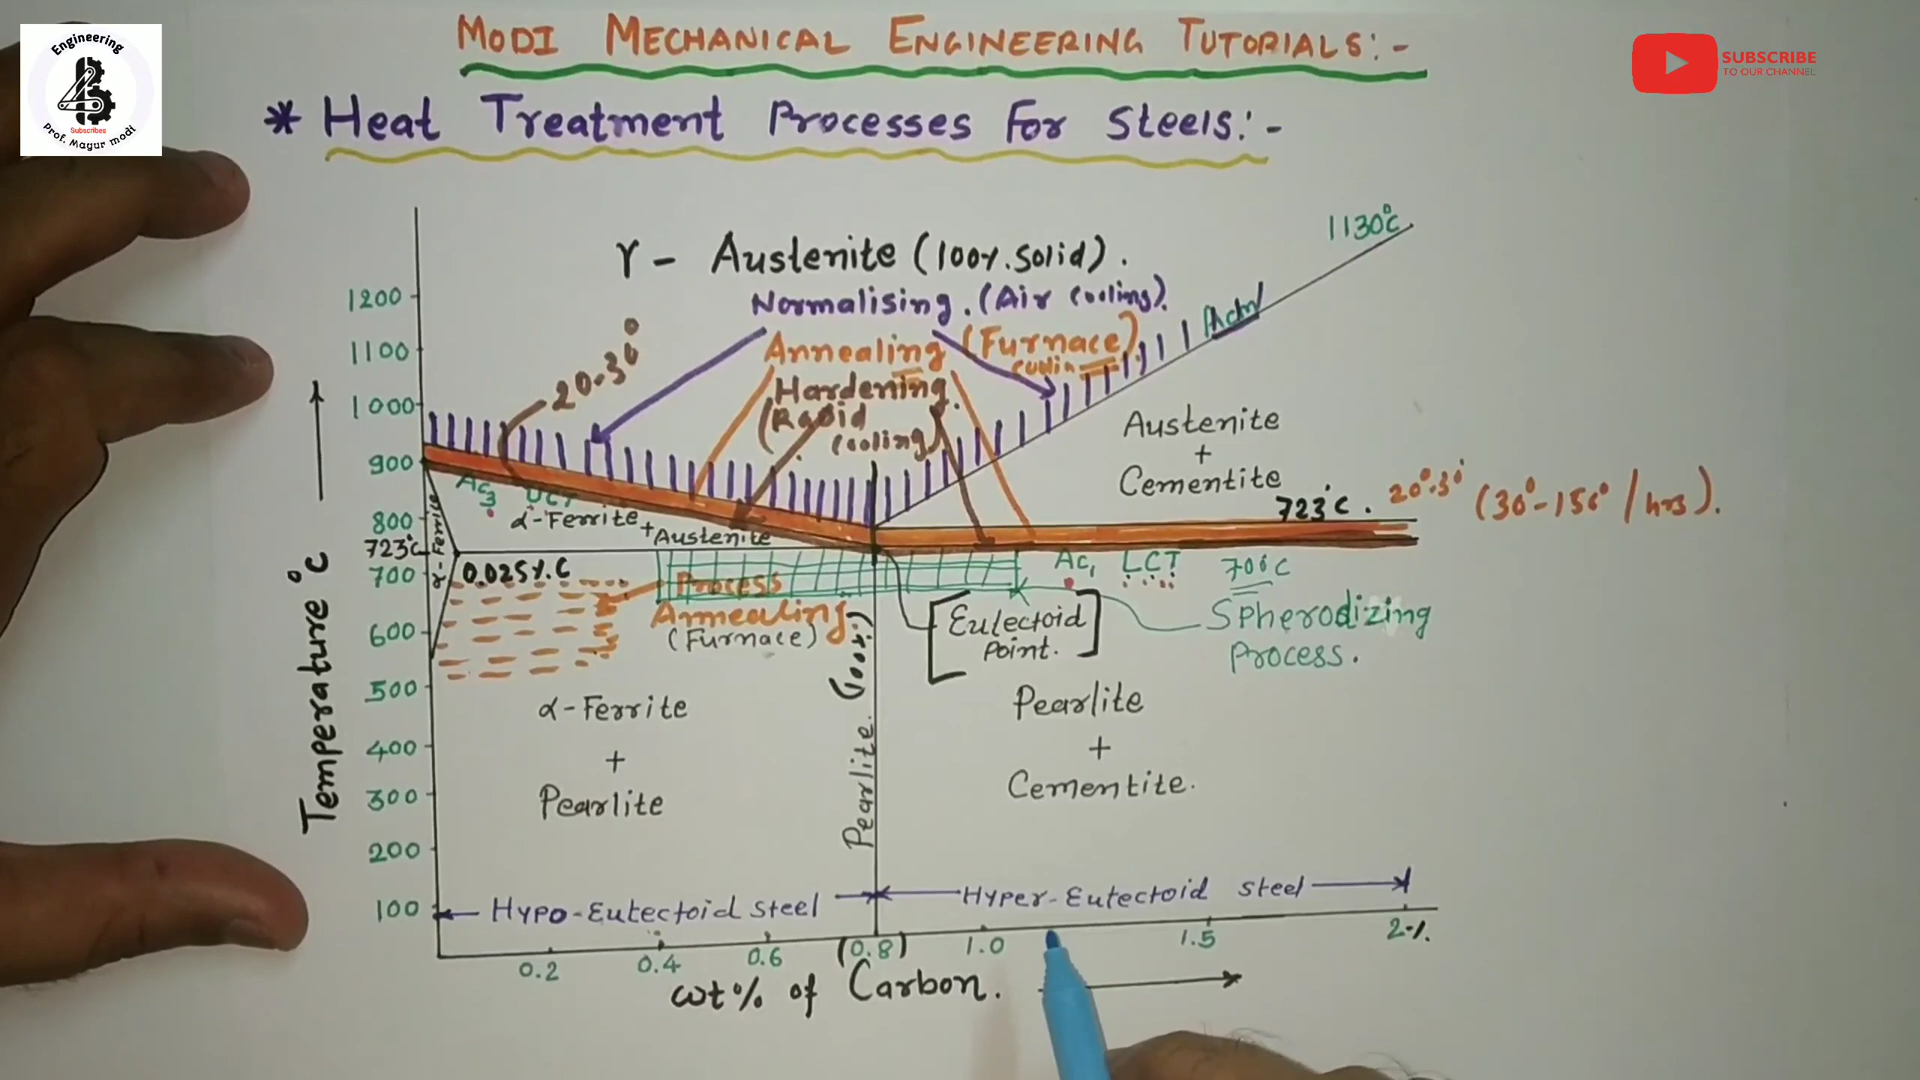 MODI MECHANICAL ENGINEERING TUTORIALS:-
Engineering
Subscribes
Prof. Mayur modi
SUBSCRIBE
TO OUR CHANNEL
* Heat Treatment Processes For Steels:-
1130°C
γ - Austenite (100%.Solid).
Normalising. (Air cooling).
Acm
20-30°
Annealing (Furnace)
Hardening.
(Rapid
cooling)
Austenite
+
Cementite
723°C. 20°-30° (30°-150°/hrs).
1200
1100
1000
900
800
723°C
700
600
500
400
300
200
100
Temperature °C
Ac3 UCT
α-Ferrite
α-Ferrite + Austenite
0.025%.C
Process
Annealing
(Furnace)
Ac1 LCT 700c
Eutectoid
Point.
Spherodizing
Process.
α-Ferrite
+
Pearlite
Pearlite. (100%.)
Pearlite
+
Cementite.
Hypo-Eutectoid steel
Hyper-Eutectoid steel
0.2 0.4 0.6 (0.8) 1.0 1.5 2%.
wt% of Carbon.